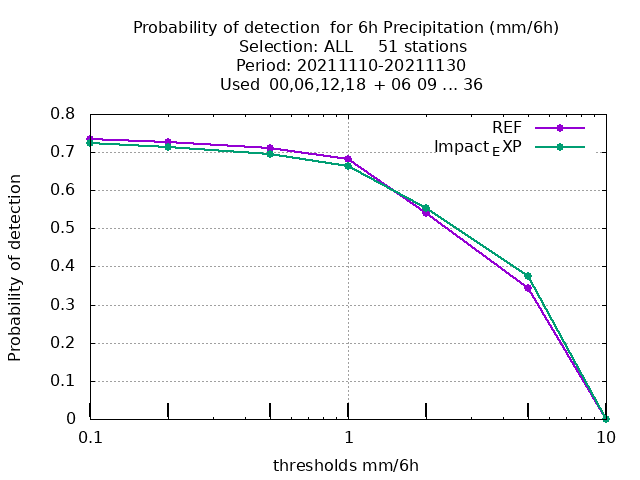 Probability of detection  for 6h Precipitation (mm/6h)
Selection: ALL     51 stations
Period: 20211110-20211130
Used  00,06,12,18  + 06 09 ... 36
0.8
REF
0.7
Impact_EXP
0.6
0.5
Probability of detection
0.4
0.3
0.2
0.1
0
0.1
1
10
thresholds mm/6h